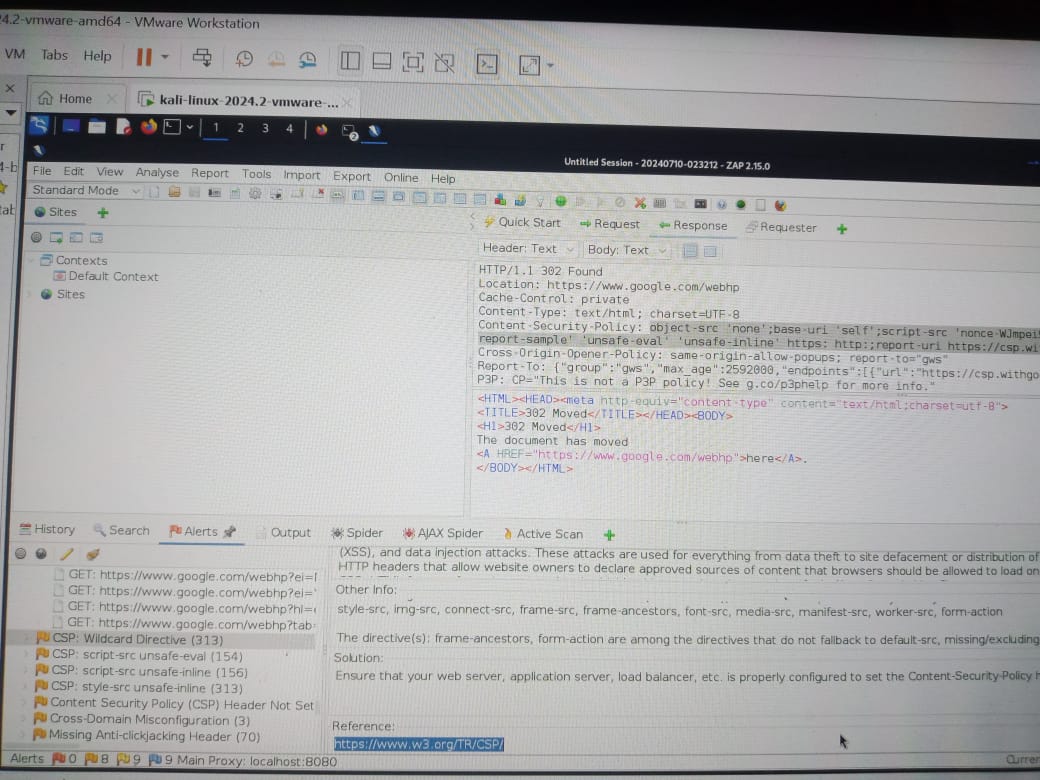 24.2-vmware-amd64 - VMware Workstation
VM Tabs Help
Home
kali-linux-2024.2-vmware-...
1 2 3 4
2
Untitled Session - 20240710-023212 - ZAP 2.15.0
File Edit View Analyse Report Tools Import Export Online Help
Standard Mode
Sites
Quick Start Request Response Requester
Header: Text Body: Text
Contexts
Default Context
Sites
HTTP/1.1 302 Found
Location: https://www.google.com/webhp
Cache-Control: private
Content-Type: text/html; charset=UTF-8
Content-Security-Policy: object-src 'none';base-uri 'self';script-src 'nonce-WJmpei
report-sample' 'unsafe-eval' 'unsafe-inline' https: http:;report-uri https://csp.wi
Cross-Origin-Opener-Policy: same-origin-allow-popups; report-to="gws"
Report-To: {"group":"gws","max_age":2592000,"endpoints":[{"url":"https://csp.withgo
P3P: CP="This is not a P3P policy! See g.co/p3phelp for more info."
<HTML><HEAD><meta http-equiv="content-type" content="text/html;charset=utf-8">
<TITLE>302 Moved</TITLE></HEAD><BODY>
<H1>302 Moved</H1>
The document has moved
<A HREF="https://www.google.com/webhp">here</A>.
</BODY></HTML>
History Search Alerts Output Spider AJAX Spider Active Scan
GET: https://www.google.com/webhp?ei=
GET: https://www.google.com/webhp?ei=
GET: https://www.google.com/webhp?hl=
GET: https://www.google.com/webhp?tab=
CSP: Wildcard Directive (313)
CSP: script-src unsafe-eval (154)
CSP: script-src unsafe-inline (156)
CSP: style-src unsafe-inline (313)
Content Security Policy (CSP) Header Not Set
Cross-Domain Misconfiguration (3)
Missing Anti-clickjacking Header (70)
(XSS), and data injection attacks. These attacks are used for everything from data theft to site defacement or distribution of
HTTP headers that allow website owners to declare approved sources of content that browsers should be allowed to load on
Other Info:
style-src, img-src, connect-src, frame-src, frame-ancestors, font-src, media-src, manifest-src, worker-src, form-action
The directive(s): frame-ancestors, form-action are among the directives that do not fallback to default-src, missing/excluding
Solution:
Ensure that your web server, application server, load balancer, etc. is properly configured to set the Content-Security-Policy h
Reference:
https://www.w3.org/TR/CSP/
Alerts 0 8 9 9 Main Proxy: localhost:8080
Curren